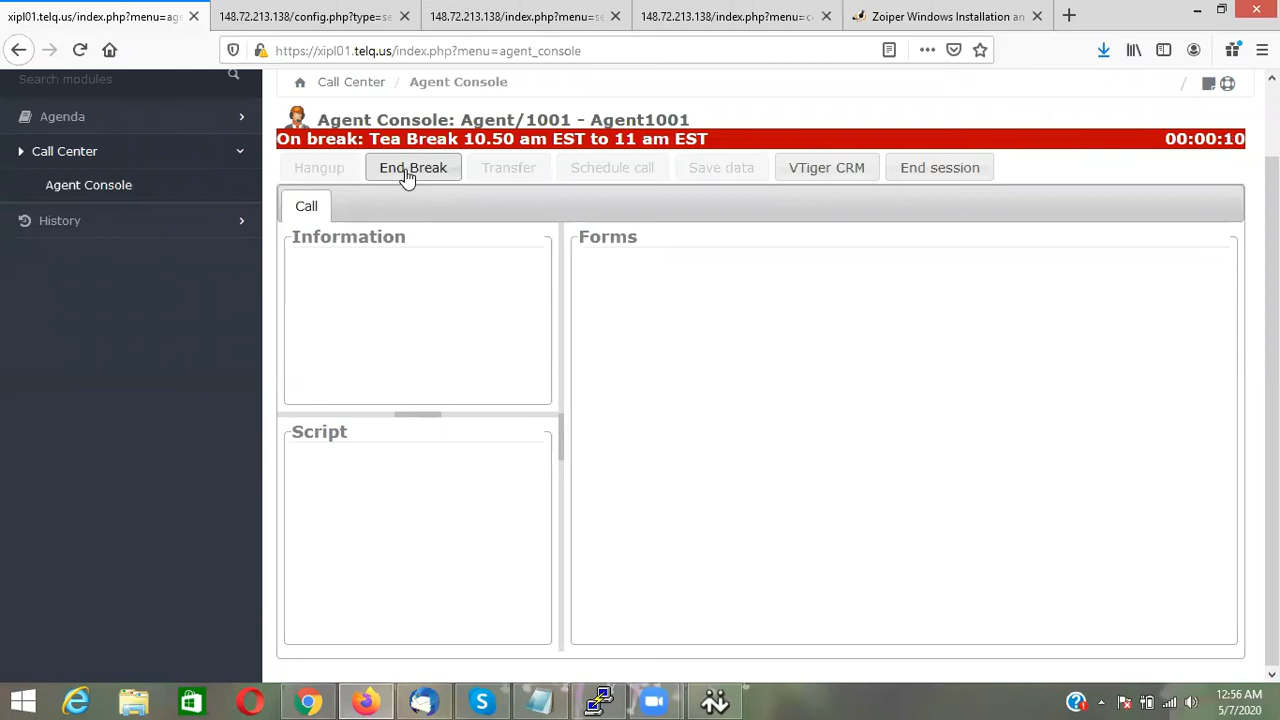 xipl01.telq.us/index.php?menu=age
148.72.213.138/config.php?type=se
148.72.213.138/index.php?menu=se
148.72.213.138/index.php?menu=c
Zoiper Windows Installation an
https://xipl01.telq.us/index.php?menu=agent_console
Search modules
Agenda
Call Center
Agent Console
History
Call Center / Agent Console /
Agent Console: Agent/1001 - Agent1001
On break: Tea Break 10.50 am EST to 11 am EST 00:00:10
Hangup End Break Transfer Schedule call Save data VTiger CRM End session
Call
Information
Forms
Script
12:56 AM
5/7/2020